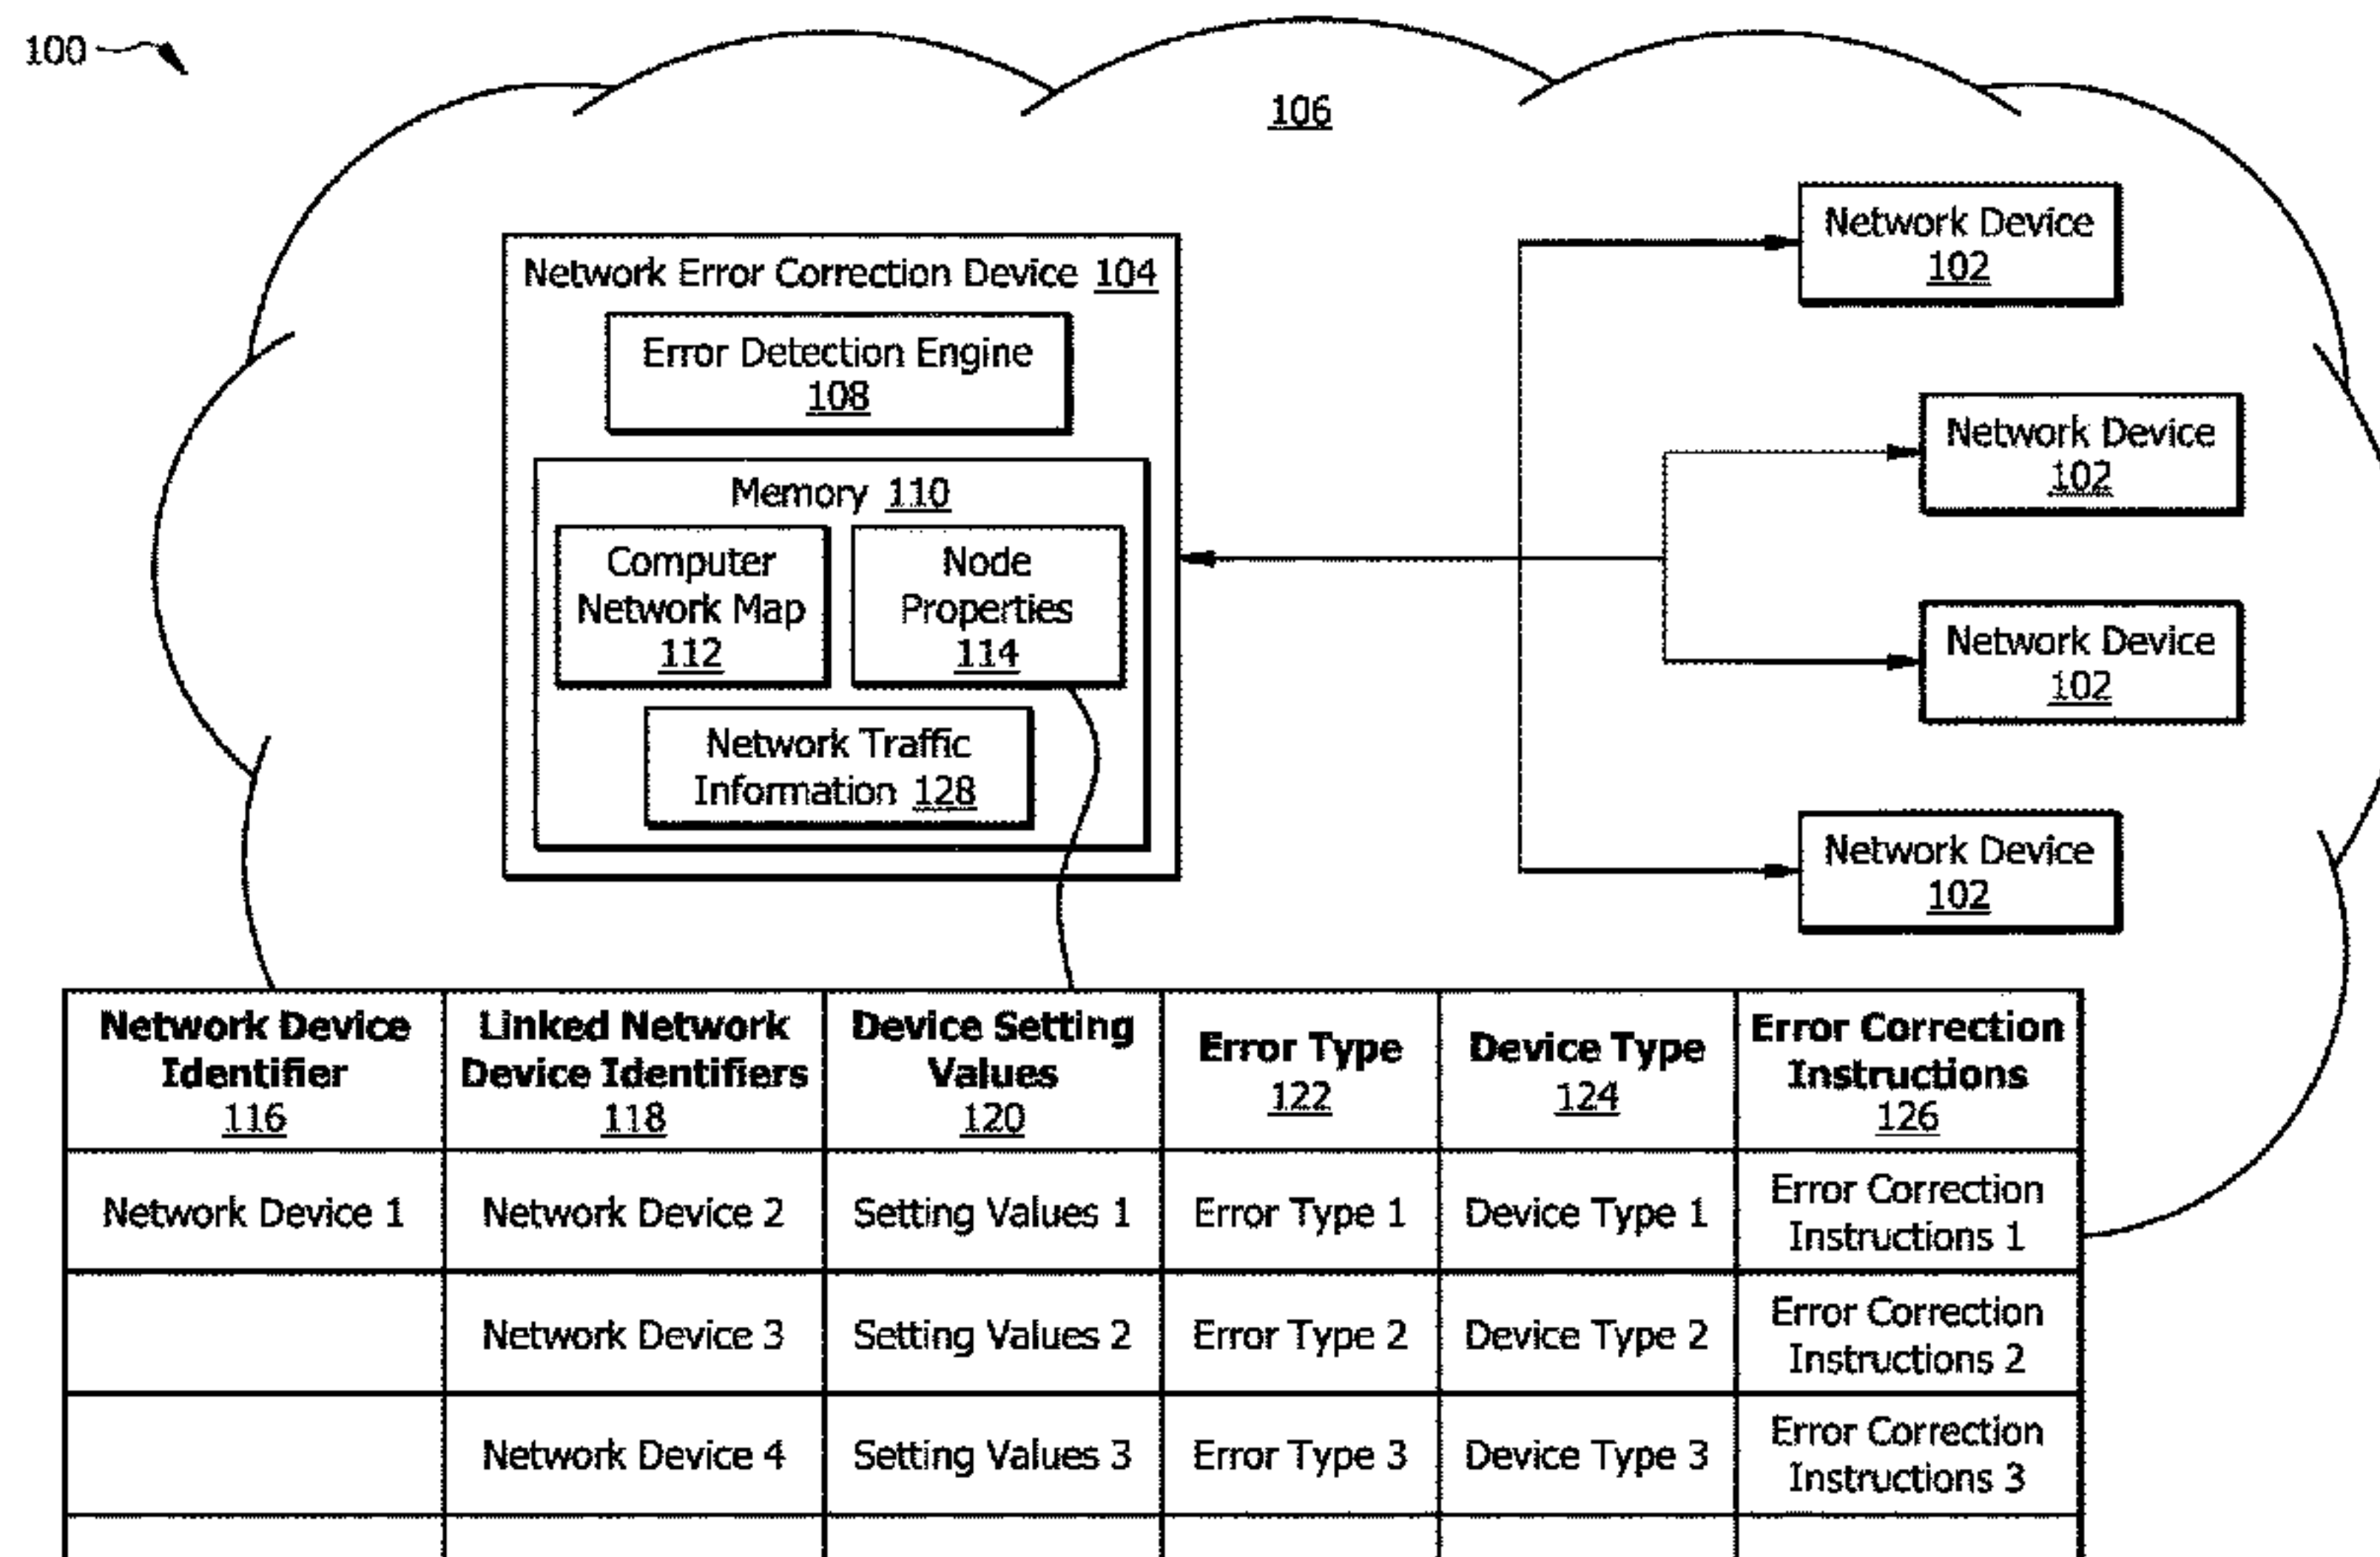 100
106
Network Error Correction Device 104
Error Detection Engine
108
Memory 110
Computer
Network Map
112
Node
Properties
114
Network Traffic
Information 128
Network Device
102
Network Device
102
Network Device
102
Network Device
102
Network Device
Identifier
116
Linked Network
Device Identifiers
118
Device Setting
Values
120
Error Type
122
Device Type
124
Error Correction
Instructions
126
Network Device 1
Network Device 2
Setting Values 1
Error Type 1
Device Type 1
Error Correction
Instructions 1
Network Device 3
Setting Values 2
Error Type 2
Device Type 2
Error Correction
Instructions 2
Network Device 4
Setting Values 3
Error Type 3
Device Type 3
Error Correction
Instructions 3